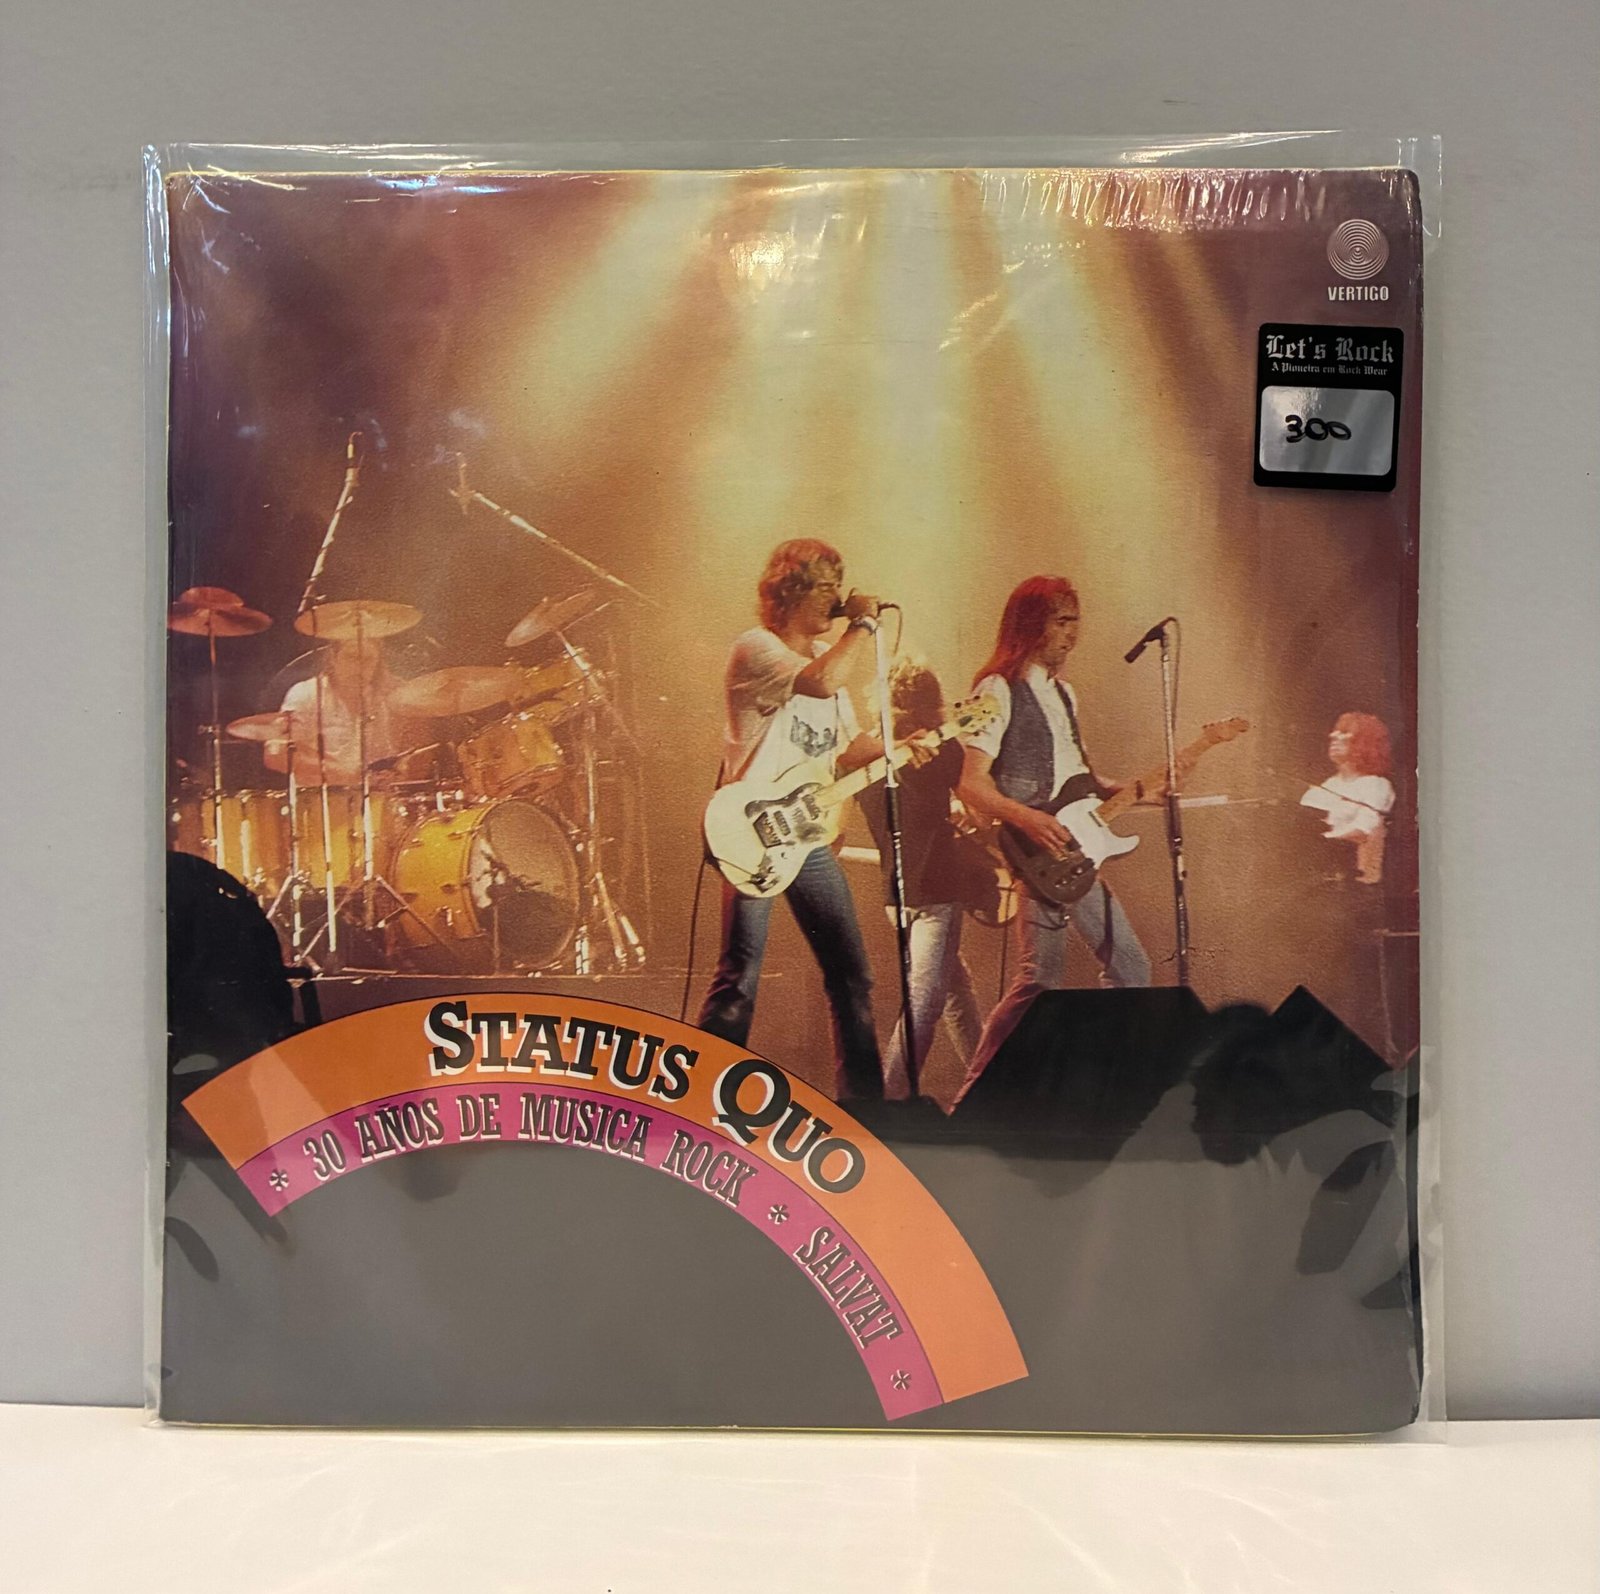 VERTIGO
Let's Rock
A Pioneira em Rock Wear
300
STATUS QUO
* 30 AÑOS DE MUSICA ROCK * SALVAT *